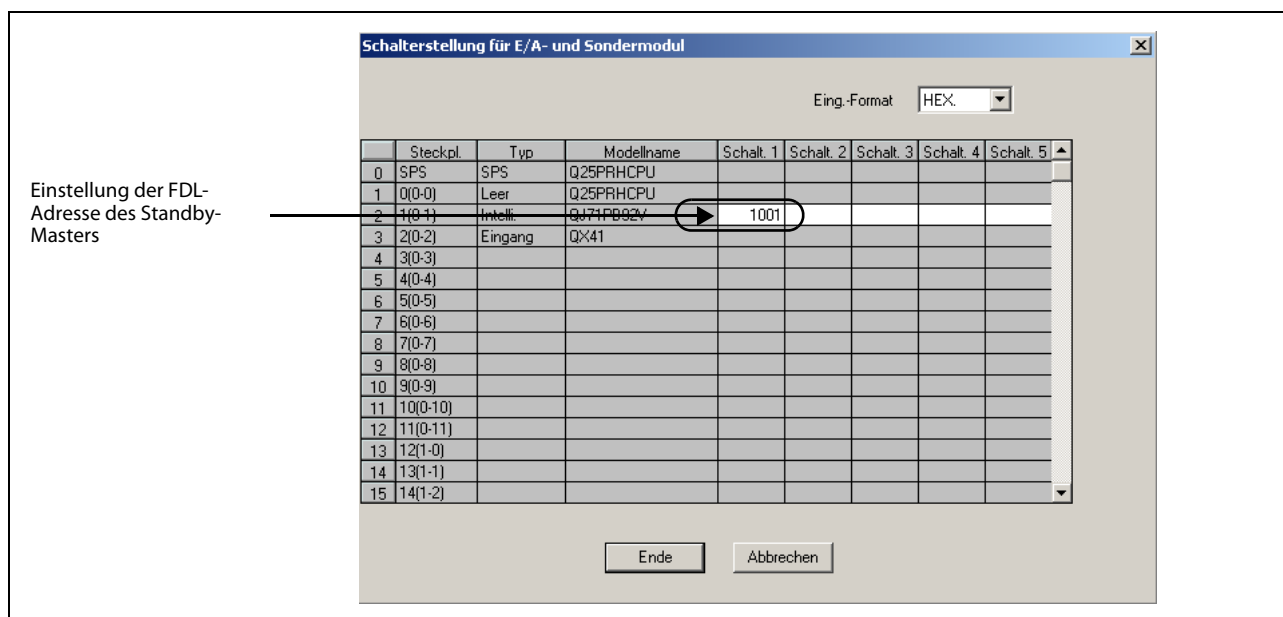 Schalterstellung für E/A- und Sondermodul
Eing.-Format HEX.
Einstellung der FDL-
Adresse des Standby-
Masters
Steckpl. Typ Modellname Schalt. 1 Schalt. 2 Schalt. 3 Schalt. 4 Schalt. 5
0 SPS SPS Q25PRHCPU
1 0(0-0) Leer Q25PRHCPU
2 1(0-1) Intelli. QJ71PB92V 1001
3 2(0-2) Eingang QX41
4 3(0-3)
5 4(0-4)
6 5(0-5)
7 6(0-6)
8 7(0-7)
9 8(0-8)
10 9(0-9)
11 10(0-10)
12 11(0-11)
13 12(1-0)
14 13(1-1)
15 14(1-2)
Ende Abbrechen